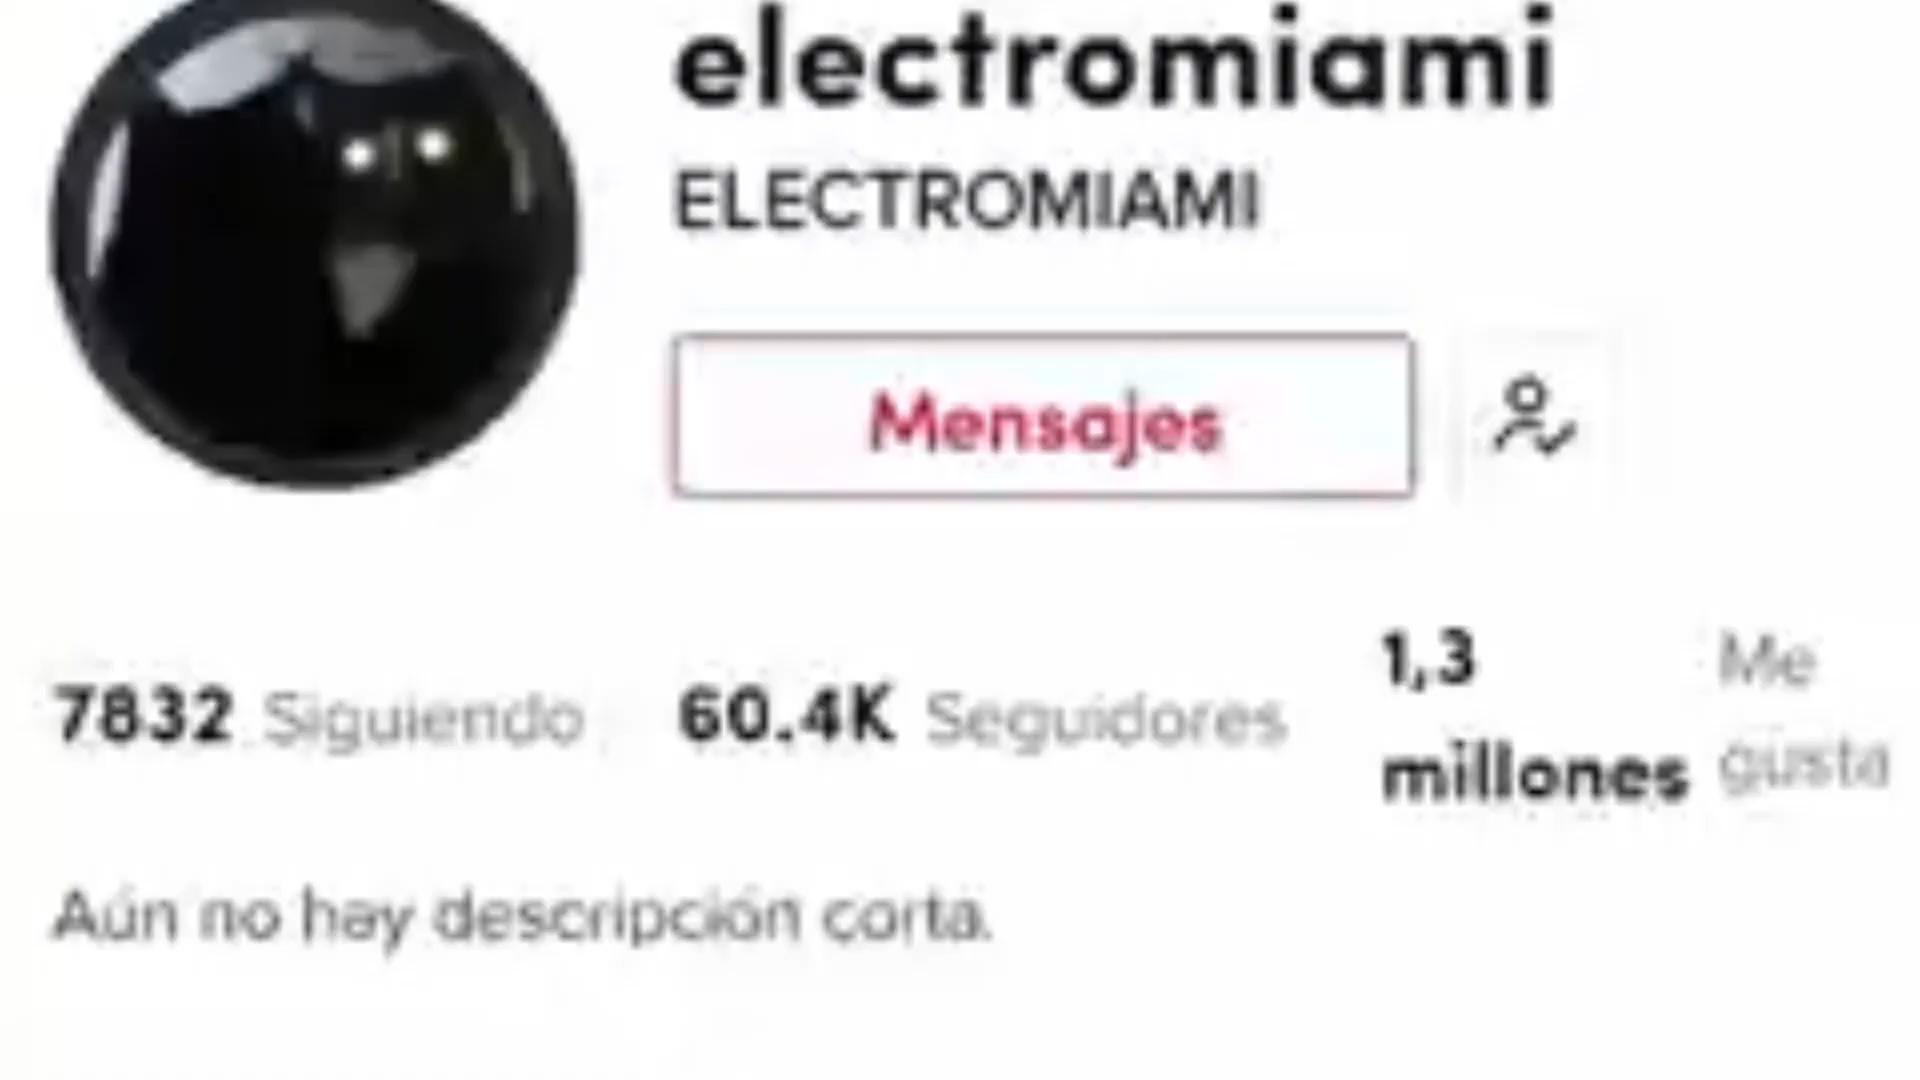 electromiami
ELECTROMIAMI
Mensajes
7832 Siguiendo 60.4K Seguidores 1,3 millones Me gusta
Aún no hay descripción corta.